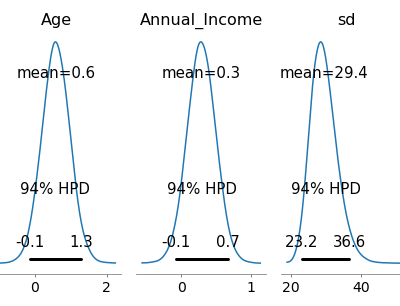 Age Annual_Income sd
mean=0.6 mean=0.3 mean=29.4
94% HPD 94% HPD 94% HPD
-0.1 1.3 -0.1 0.7 23.2 36.6
0 2 0 1 20 40